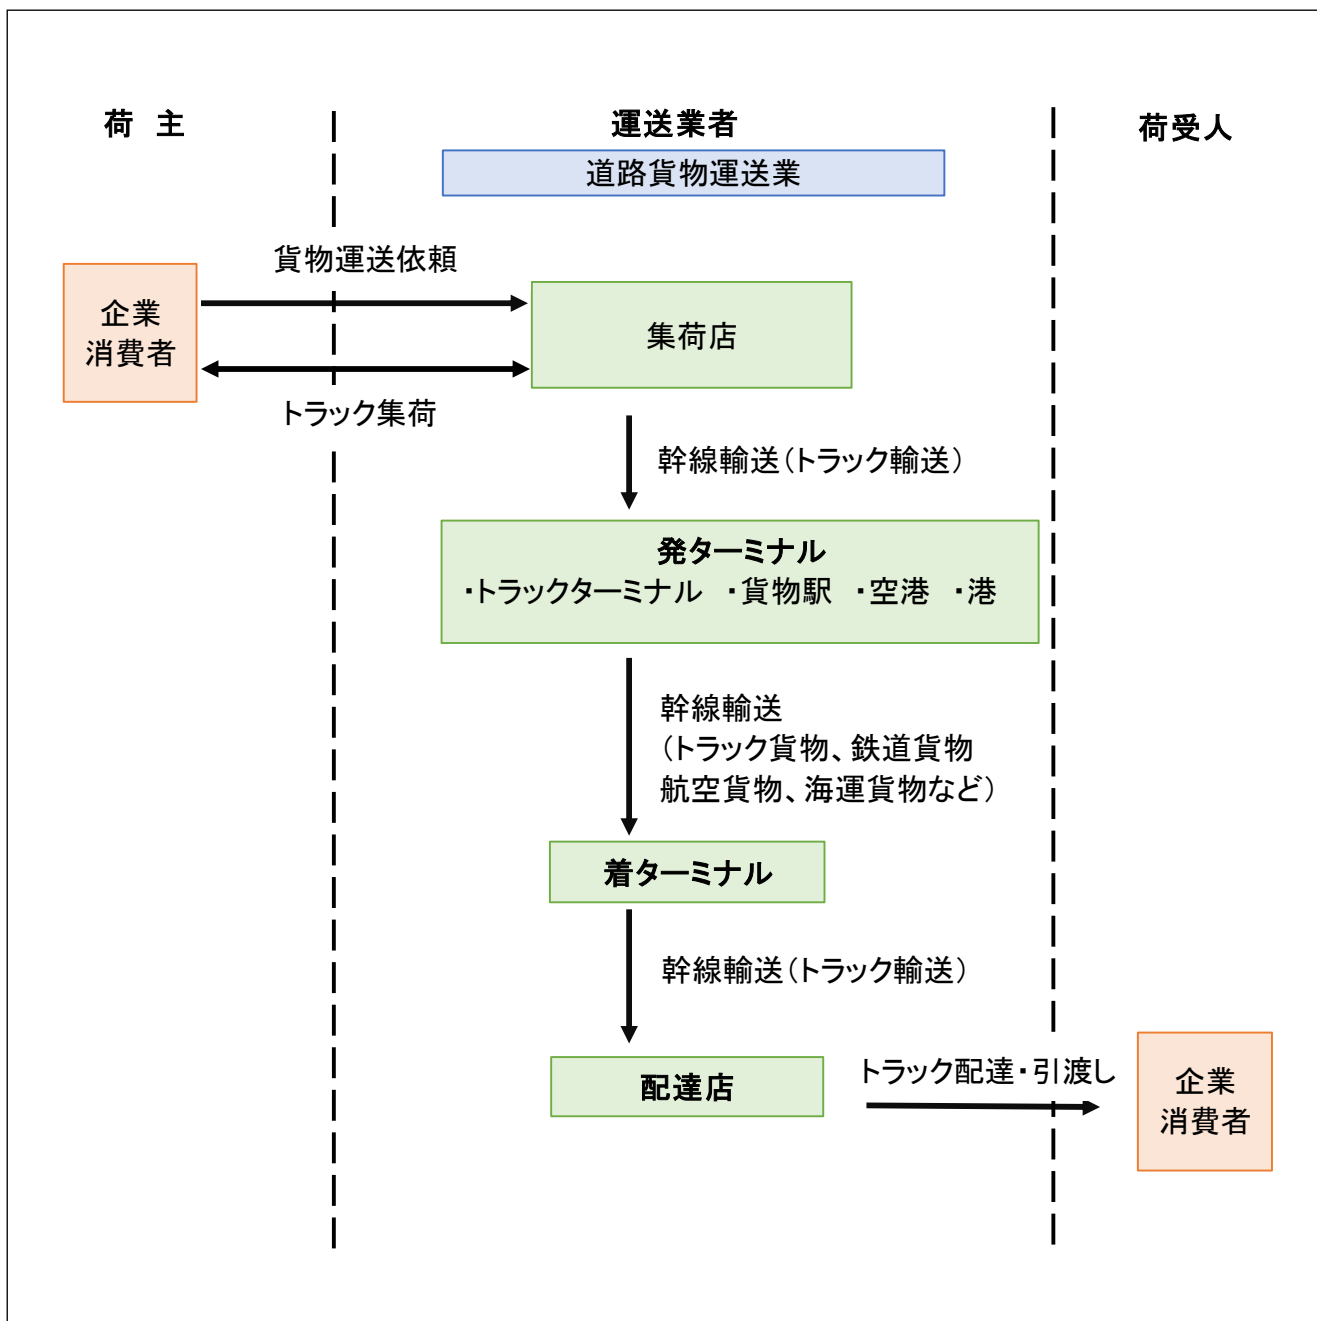 荷 主
運送業者
荷受人
道路貨物運送業
貨物運送依頼
企業
消費者
集荷店
トラック集荷
幹線輸送(トラック輸送)
発ターミナル
・トラックターミナル ・貨物駅 ・空港 ・港
幹線輸送
(トラック貨物、鉄道貨物
航空貨物、海運貨物など)
着ターミナル
幹線輸送(トラック輸送)
配達店
トラック配達・引渡し
企業
消費者